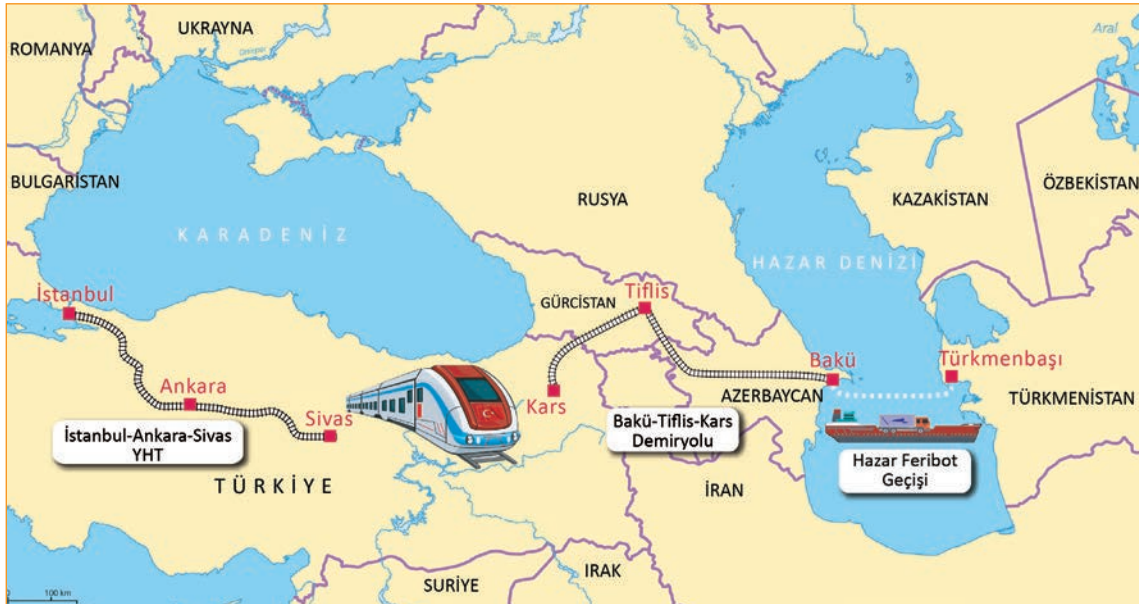 UKRAYNA
ROMANYA
Aral
BULGARİSTAN
RUSYA
KAZAKİSTAN
ÖZBEKİSTAN
KARADENİZ
HAZAR DENİZİ
İstanbul
GÜRCİSTAN
Tiflis
Ankara
Sivas
Kars
Bakü
Türkmenbaşı
AZERBAYCAN
TÜRKMENİSTAN
İstanbul-Ankara-Sivas
YHT
Bakü-Tiflis-Kars
Demiryolu
Hazar Feribot
Geçişi
TÜRKİYE
İRAN
SURİYE
IRAK
0 100 km